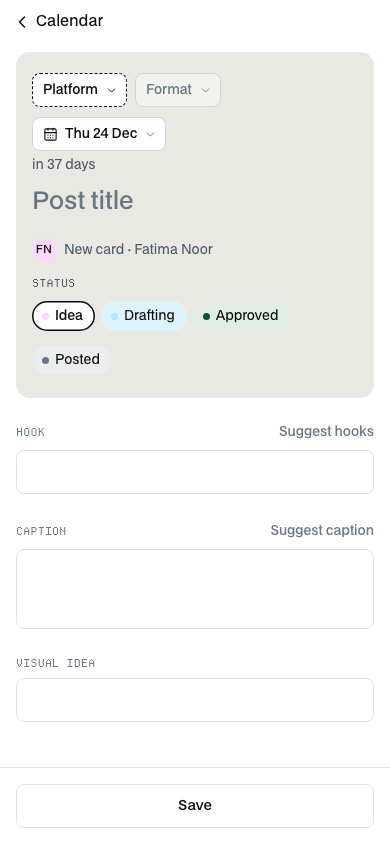 Calendar
Platform
Format
Thu 24 Dec
in 37 days
Post title
FN New card · Fatima Noor
STATUS
Idea
Drafting
Approved
Posted
HOOK
Suggest hooks
CAPTION
Suggest caption
VISUAL IDEA
Save